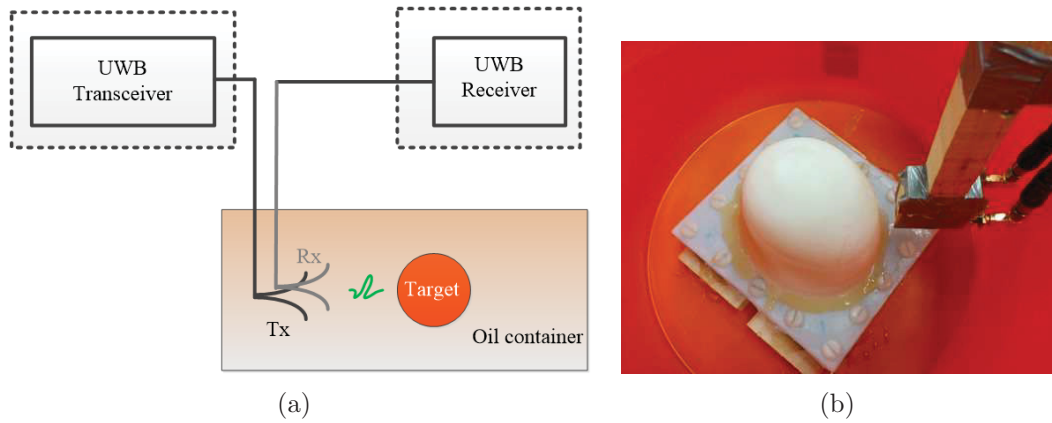 UWB
Transceiver
UWB
Receiver
Rx
Target
Tx
Oil container
(a)
(b)